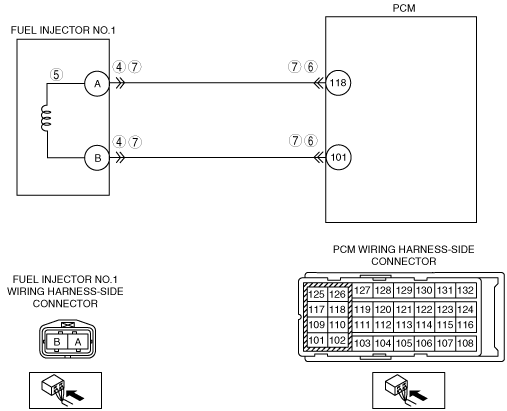 PCM
FUEL INJECTOR NO.1
5
4 7
7 6
A
118
4 7
7 6
B
101
PCM WIRING HARNESS-SIDE
CONNECTOR
FUEL INJECTOR NO.1
WIRING HARNESS-SIDE
CONNECTOR
125 126 127 128 129 130 131 132
117 118 119 120 121 122 123 124
109 110 111 112 113 114 115 116
101 102 103 104 105 106 107 108
B A